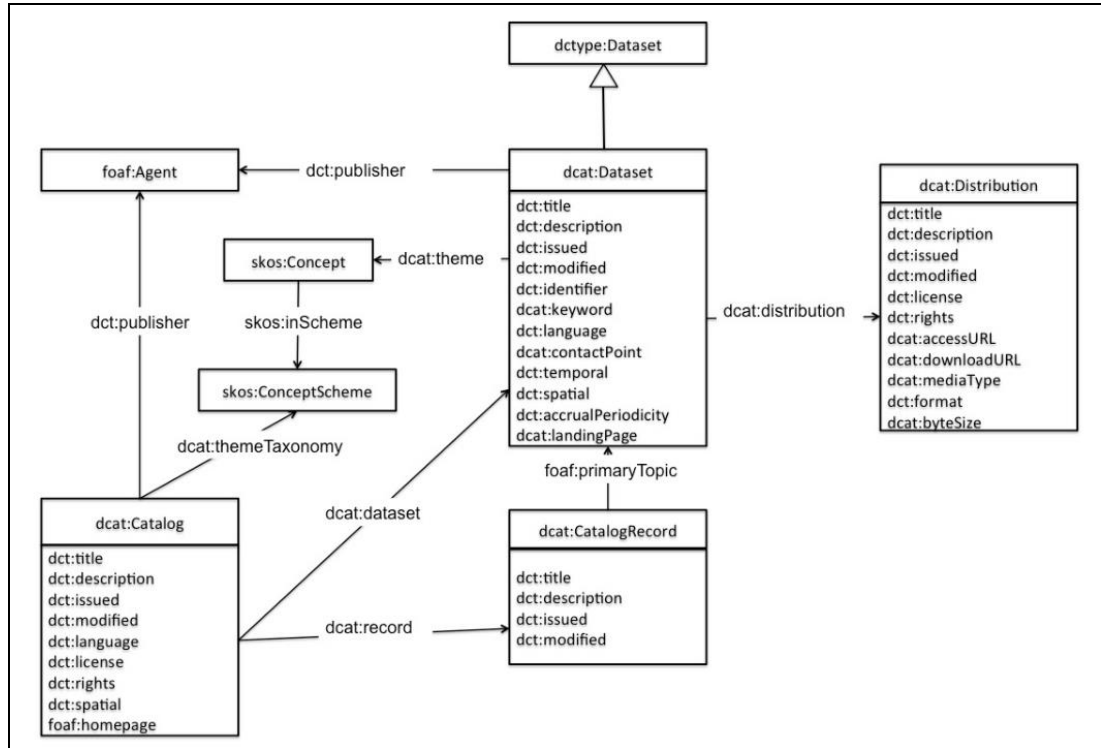 dctype:Dataset
foaf:Agent
dct:publisher
dcat:Dataset
dct:title
dct:description
dct:issued
dct:modified
dct:identifier
dcat:keyword
dct:language
dcat:contactPoint
dct:temporal
dct:spatial
dct:accrualPeriodicity
dcat:landingPage
dcat:Distribution
dct:title
dct:description
dct:issued
dct:modified
dct:license
dct:rights
dcat:accessURL
dcat:downloadURL
dcat:mediaType
dct:format
dcat:byteSize
skos:Concept
dcat:theme
dct:publisher
skos:inScheme
dcat:distribution
skos:ConceptScheme
dcat:themeTaxonomy
foaf:primaryTopic
dcat:Catalog
dct:title
dct:description
dct:issued
dct:modified
dct:language
dct:license
dct:rights
dct:spatial
foaf:homepage
dcat:dataset
dcat:record
dcat:CatalogRecord
dct:title
dct:description
dct:issued
dct:modified